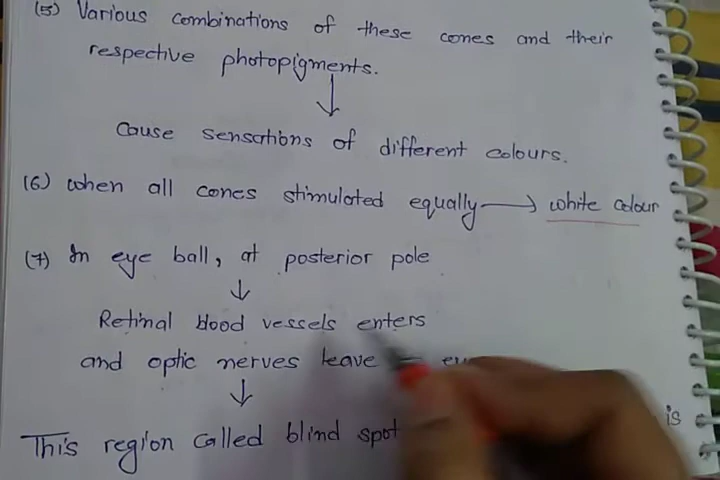 (5) Various combinations of these cones and their
respective photopigments.
↓
Cause sensations of different colours.
(6) When all cones stimulated equally → white colour
(7) In eye ball, at posterior pole
↓
Retinal blood vessels enters
and optic nerves leave
↓
This region called blind spot is